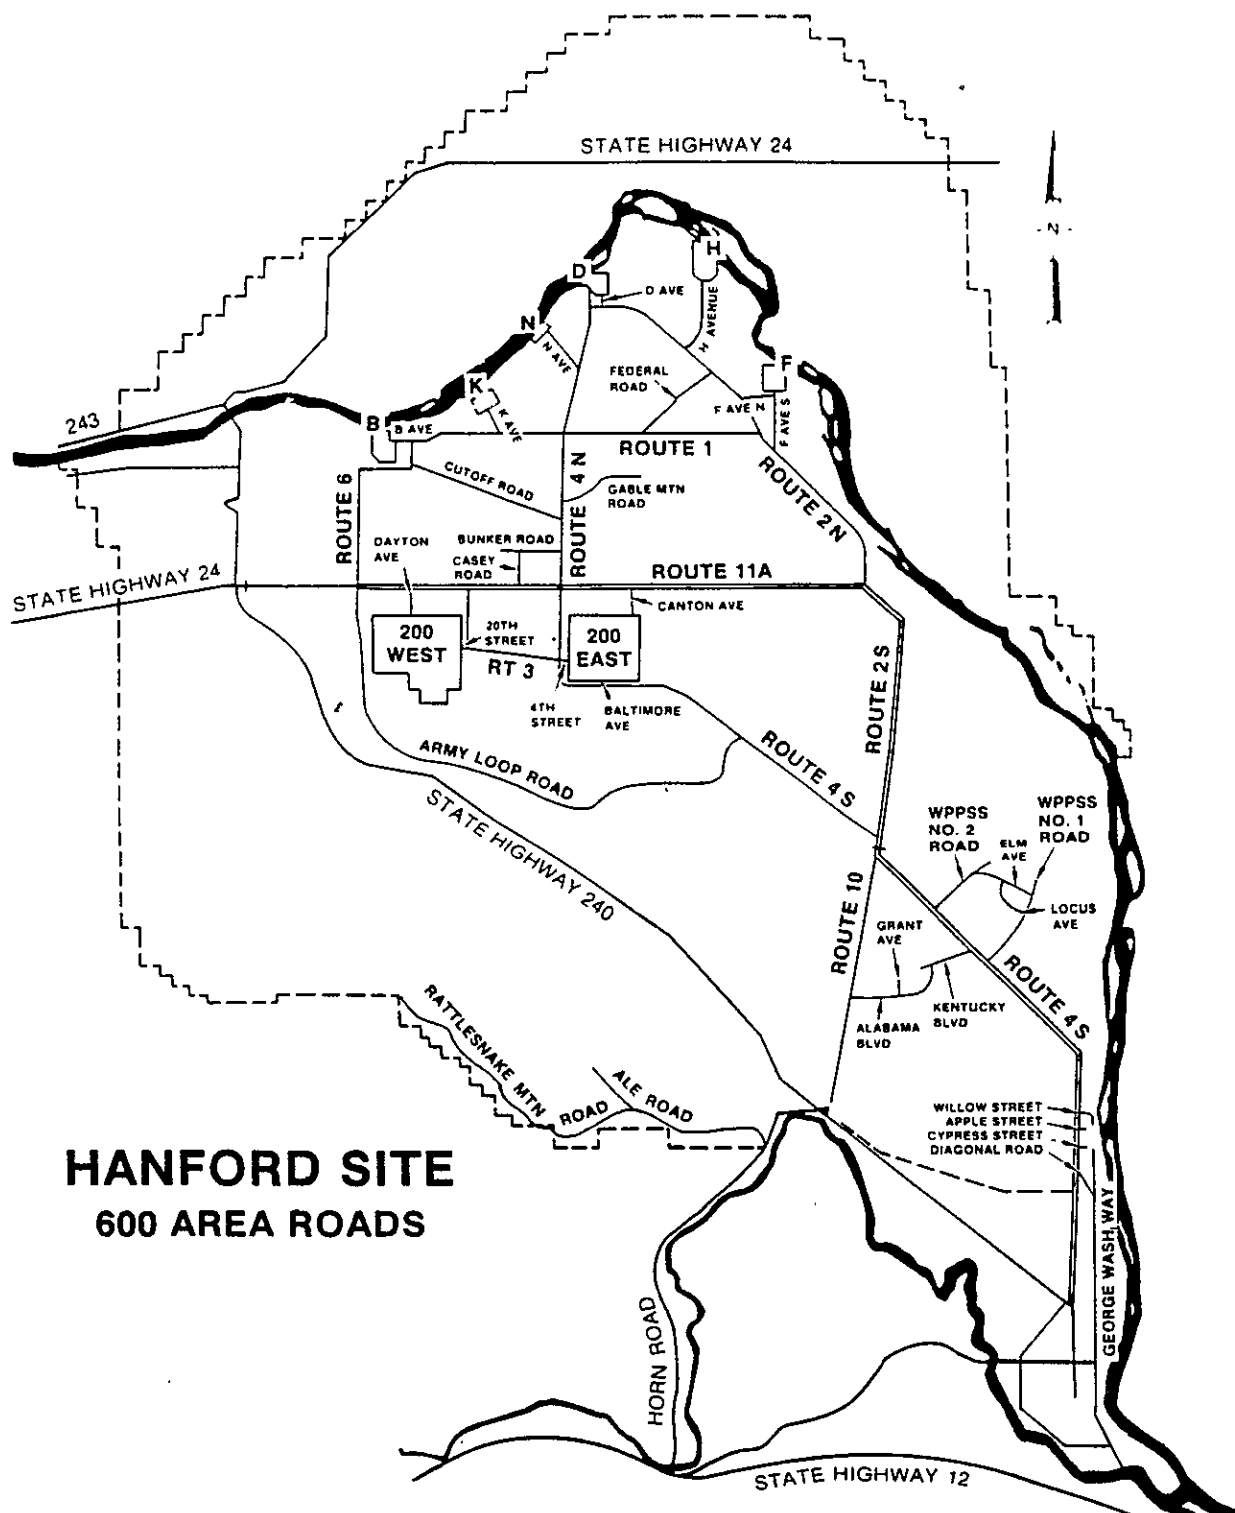 STATE HIGHWAY 24
N
H
D
D AVE
H AVENUE
N
N AVE
F
FEDERAL
ROAD
K
K AVE
F AVE N
F AVE S
243
B
B AVE
ROUTE 1
CUTOFF ROAD
ROUTE 4 N
GABLE MTN
ROAD
ROUTE 2 N
ROUTE 6
DAYTON
AVE
BUNKER ROAD
CASEY
ROAD
ROUTE 11A
STATE HIGHWAY 24
CANTON AVE
200
WEST
20TH
STREET
RT 3
200
EAST
4TH
STREET
BALTIMORE
AVE
ROUTE 2 S
ARMY LOOP ROAD
ROUTE 4 S
STATE HIGHWAY 240
WPPSS
NO. 2
ROAD
WPPSS
NO. 1
ROAD
ELM
AVE
LOCUS
AVE
ROUTE 10
GRANT
AVE
KENTUCKY
BLVD
ALABAMA
BLVD
ROUTE 4 S
RATTLESNAKE MTN
ROAD
ALE ROAD
WILLOW STREET
APPLE STREET
CYPRESS STREET
DIAGONAL ROAD
HANFORD SITE
600 AREA ROADS
GEORGE WASH. WAY
HORN ROAD
STATE HIGHWAY 12